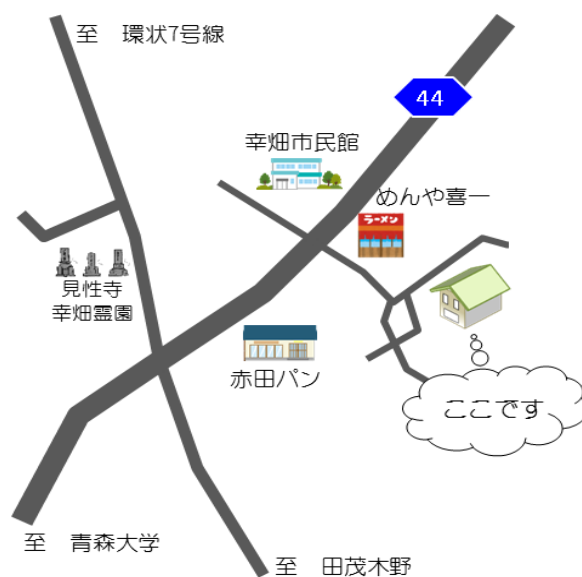 至　環状7号線
44
幸畑市民館
めんや喜一
ラーメン
見性寺
幸畑霊園
赤田パン
ここです
至　青森大学
至　田茂木野